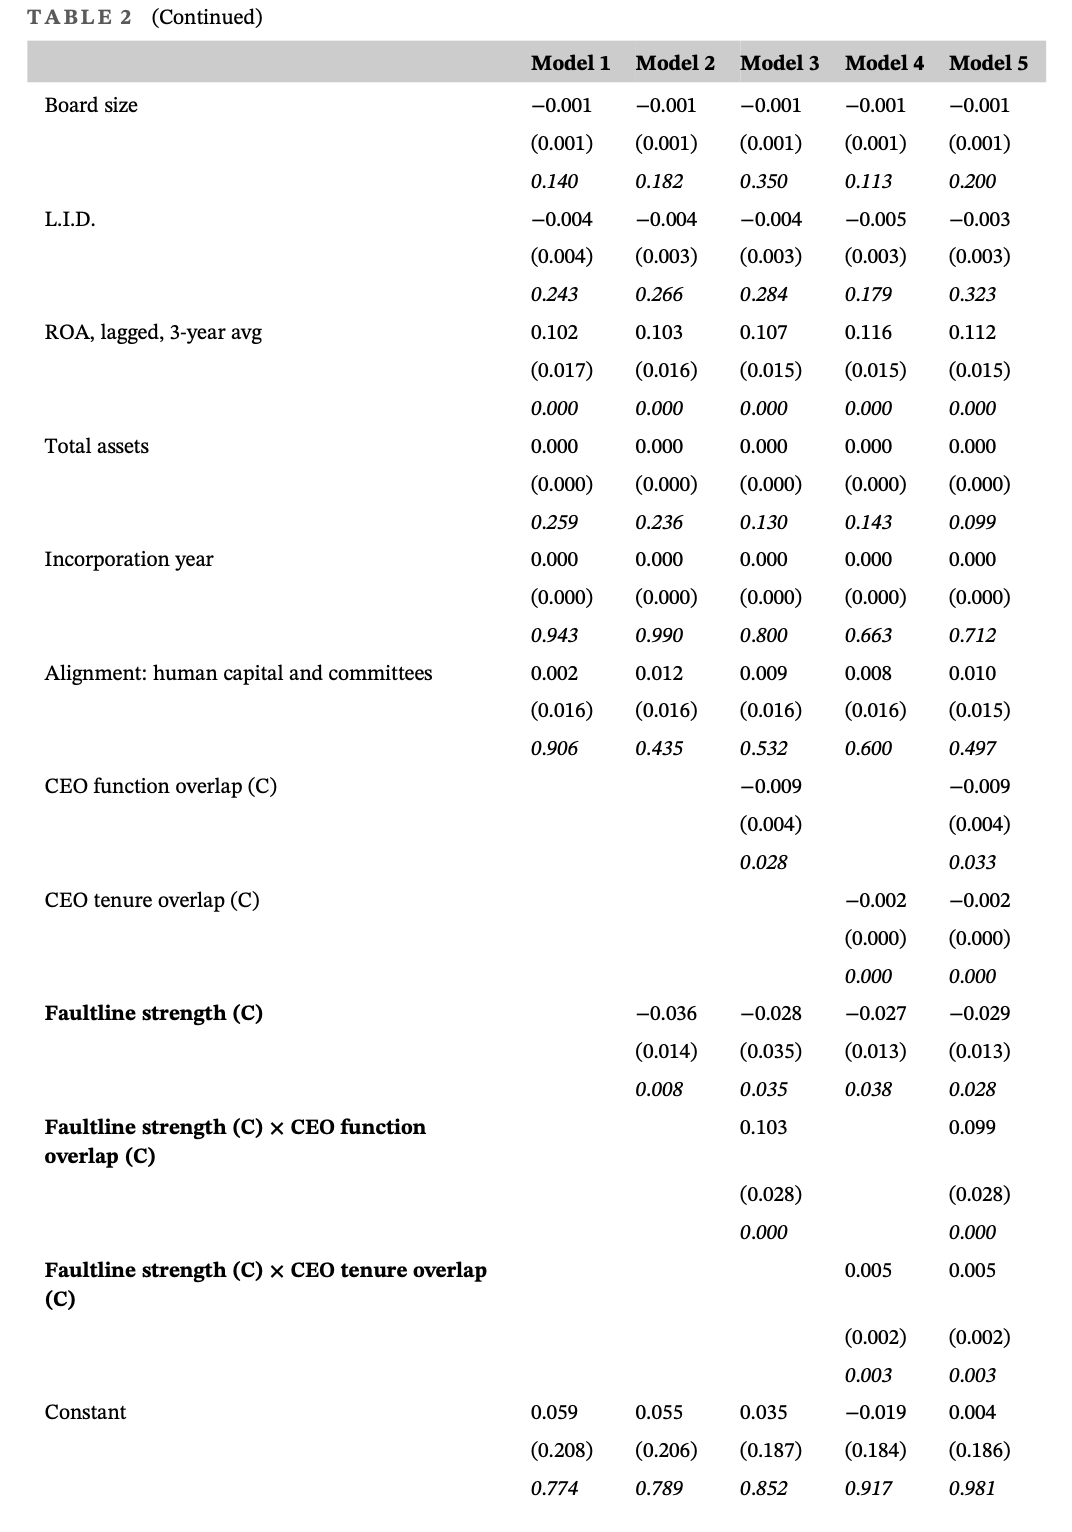 TABLE 2 (Continued)
Model 1 Model 2 Model 3 Model 4 Model 5
Board size −0.001 −0.001 −0.001 −0.001 −0.001
(0.001) (0.001) (0.001) (0.001) (0.001)
0.140 0.182 0.350 0.113 0.200
L.I.D. −0.004 −0.004 −0.004 −0.005 −0.003
(0.004) (0.003) (0.003) (0.003) (0.003)
0.243 0.266 0.284 0.179 0.323
ROA, lagged, 3-year avg 0.102 0.103 0.107 0.116 0.112
(0.017) (0.016) (0.015) (0.015) (0.015)
0.000 0.000 0.000 0.000 0.000
Total assets 0.000 0.000 0.000 0.000 0.000
(0.000) (0.000) (0.000) (0.000) (0.000)
0.259 0.236 0.130 0.143 0.099
Incorporation year 0.000 0.000 0.000 0.000 0.000
(0.000) (0.000) (0.000) (0.000) (0.000)
0.943 0.990 0.800 0.663 0.712
Alignment: human capital and committees 0.002 0.012 0.009 0.008 0.010
(0.016) (0.016) (0.016) (0.016) (0.015)
0.906 0.435 0.532 0.600 0.497
CEO function overlap (C) −0.009 −0.009
(0.004) (0.004)
0.028 0.033
CEO tenure overlap (C) −0.002 −0.002
(0.000) (0.000)
0.000 0.000
Faultline strength (C) −0.036 −0.028 −0.027 −0.029
(0.014) (0.035) (0.013) (0.013)
0.008 0.035 0.038 0.028
Faultline strength (C) × CEO function 0.103 0.099
overlap (C)
(0.028) (0.028)
0.000 0.000
Faultline strength (C) × CEO tenure overlap 0.005 0.005
(C)
(0.002) (0.002)
0.003 0.003
Constant 0.059 0.055 0.035 −0.019 0.004
(0.208) (0.206) (0.187) (0.184) (0.186)
0.774 0.789 0.852 0.917 0.981